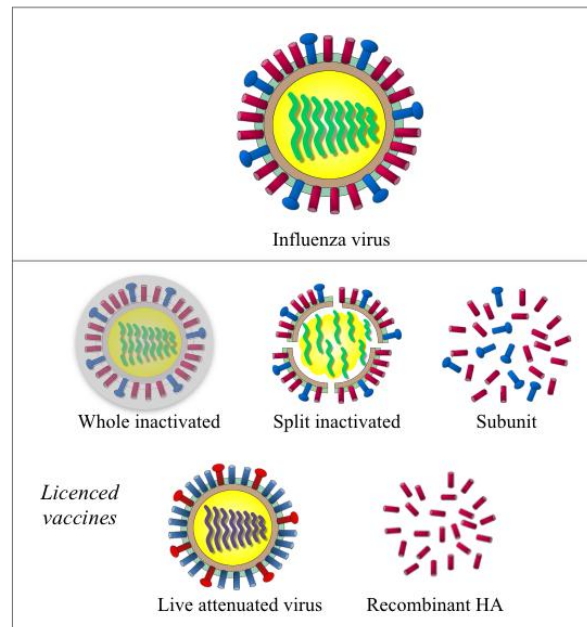 Influenza virus
Whole inactivated
Split inactivated
Subunit
Licenced
vaccines
Live attenuated virus
Recombinant HA